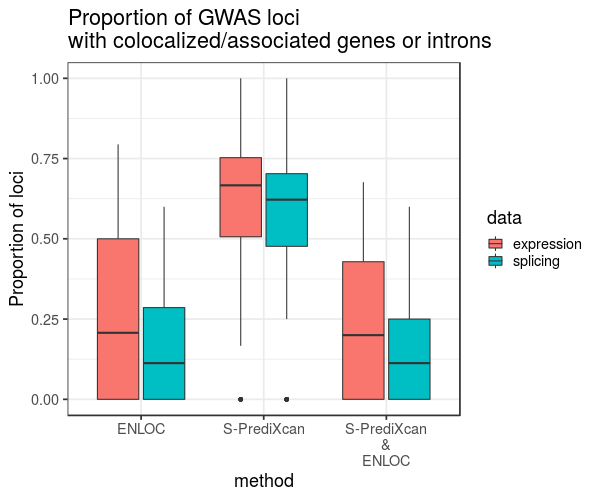 Proportion of GWAS loci
with colocalized/associated genes or introns
Proportion of loci
1.00
0.75
0.50
0.25
0.00
ENLOC
S-PrediXcan
S-PrediXcan
&
ENLOC
method
data
expression
splicing